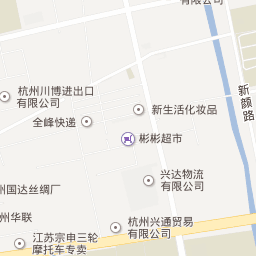 有限公司
杭州川博进出口
有限公司
新生活化妆品
全峰快递
新颜路
彬彬超市
兴达物流
有限公司
州国达丝绸厂
州华联
杭州兴通贸易
有限公司
江苏宗申三轮
摩托车专卖